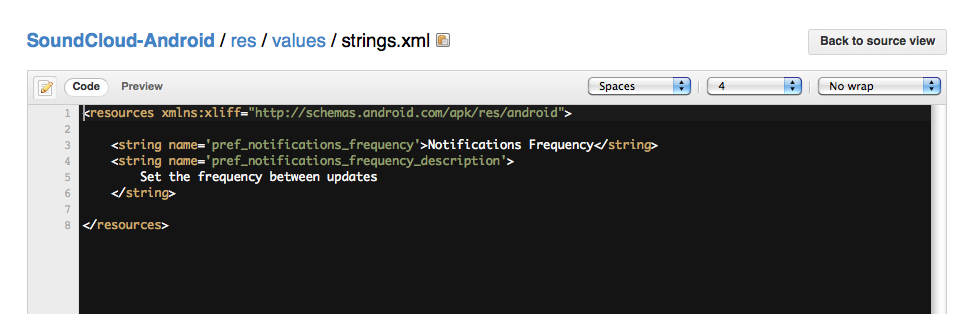 SoundCloud-Android / res / values / strings.xml
Back to source view
Code Preview Spaces 4 No wrap
1 <resources xmlns:xliff="http://schemas.android.com/apk/res/android">
2
3     <string name='pref_notifications_frequency'>Notifications Frequency</string>
4     <string name='pref_notifications_frequency_description'>
5         Set the frequency between updates
6     </string>
7
8 </resources>